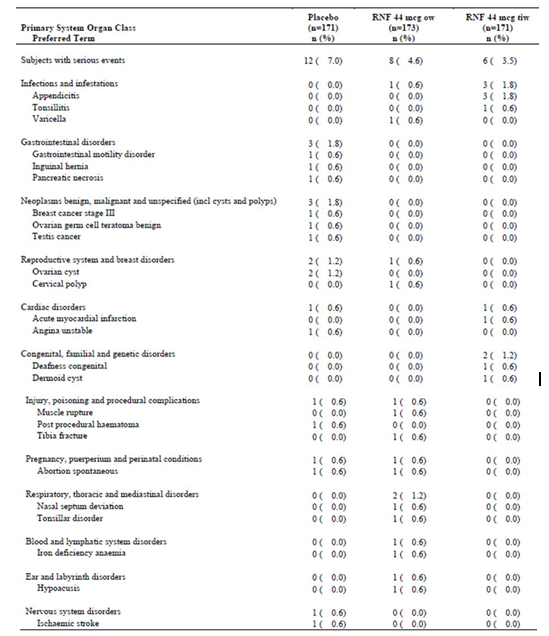 Placebo RNF 44 mcg ow RNF 44 mcg tiw
Primary System Organ Class (n=171) (n=173) (n=171)
Preferred Term n (%) n (%) n (%)
Subjects with serious events 12 ( 7.0) 8 ( 4.6) 6 ( 3.5)
Infections and infestations 0 ( 0.0) 1 ( 0.6) 3 ( 1.8)
Appendicitis 0 ( 0.0) 0 ( 0.0) 3 ( 1.8)
Tonsillitis 0 ( 0.0) 0 ( 0.0) 1 ( 0.6)
Varicella 0 ( 0.0) 1 ( 0.6) 0 ( 0.0)
Gastrointestinal disorders 3 ( 1.8) 0 ( 0.0) 0 ( 0.0)
Gastrointestinal motility disorder 1 ( 0.6) 0 ( 0.0) 0 ( 0.0)
Inguinal hernia 1 ( 0.6) 0 ( 0.0) 0 ( 0.0)
Pancreatic necrosis 1 ( 0.6) 0 ( 0.0) 0 ( 0.0)
Neoplasms benign, malignant and unspecified (incl cysts and polyps) 3 ( 1.8) 0 ( 0.0) 0 ( 0.0)
Breast cancer stage III 1 ( 0.6) 0 ( 0.0) 0 ( 0.0)
Ovarian germ cell teratoma benign 1 ( 0.6) 0 ( 0.0) 0 ( 0.0)
Testis cancer 1 ( 0.6) 0 ( 0.0) 0 ( 0.0)
Reproductive system and breast disorders 2 ( 1.2) 1 ( 0.6) 0 ( 0.0)
Ovarian cyst 2 ( 1.2) 0 ( 0.0) 0 ( 0.0)
Cervical polyp 0 ( 0.0) 1 ( 0.6) 0 ( 0.0)
Cardiac disorders 1 ( 0.6) 0 ( 0.0) 1 ( 0.6)
Acute myocardial infarction 0 ( 0.0) 0 ( 0.0) 1 ( 0.6)
Angina unstable 1 ( 0.6) 0 ( 0.0) 0 ( 0.0)
Congenital, familial and genetic disorders 0 ( 0.0) 0 ( 0.0) 2 ( 1.2)
Deafness congenital 0 ( 0.0) 0 ( 0.0) 1 ( 0.6)
Dermoid cyst 0 ( 0.0) 0 ( 0.0) 1 ( 0.6)
Injury, poisoning and procedural complications 1 ( 0.6) 1 ( 0.6) 0 ( 0.0)
Muscle rupture 0 ( 0.0) 1 ( 0.6) 0 ( 0.0)
Post procedural haematoma 1 ( 0.6) 0 ( 0.0) 0 ( 0.0)
Tibia fracture 0 ( 0.0) 1 ( 0.6) 0 ( 0.0)
Pregnancy, puerperium and perinatal conditions 1 ( 0.6) 1 ( 0.6) 0 ( 0.0)
Abortion spontaneous 1 ( 0.6) 1 ( 0.6) 0 ( 0.0)
Respiratory, thoracic and mediastinal disorders 0 ( 0.0) 2 ( 1.2) 0 ( 0.0)
Nasal septum deviation 0 ( 0.0) 1 ( 0.6) 0 ( 0.0)
Tonsillar disorder 0 ( 0.0) 1 ( 0.6) 0 ( 0.0)
Blood and lymphatic system disorders 0 ( 0.0) 1 ( 0.6) 0 ( 0.0)
Iron deficiency anaemia 0 ( 0.0) 1 ( 0.6) 0 ( 0.0)
Ear and labyrinth disorders 0 ( 0.0) 1 ( 0.6) 0 ( 0.0)
Hypoacusis 0 ( 0.0) 1 ( 0.6) 0 ( 0.0)
Nervous system disorders 1 ( 0.6) 0 ( 0.0) 0 ( 0.0)
Ischaemic stroke 1 ( 0.6) 0 ( 0.0) 0 ( 0.0)